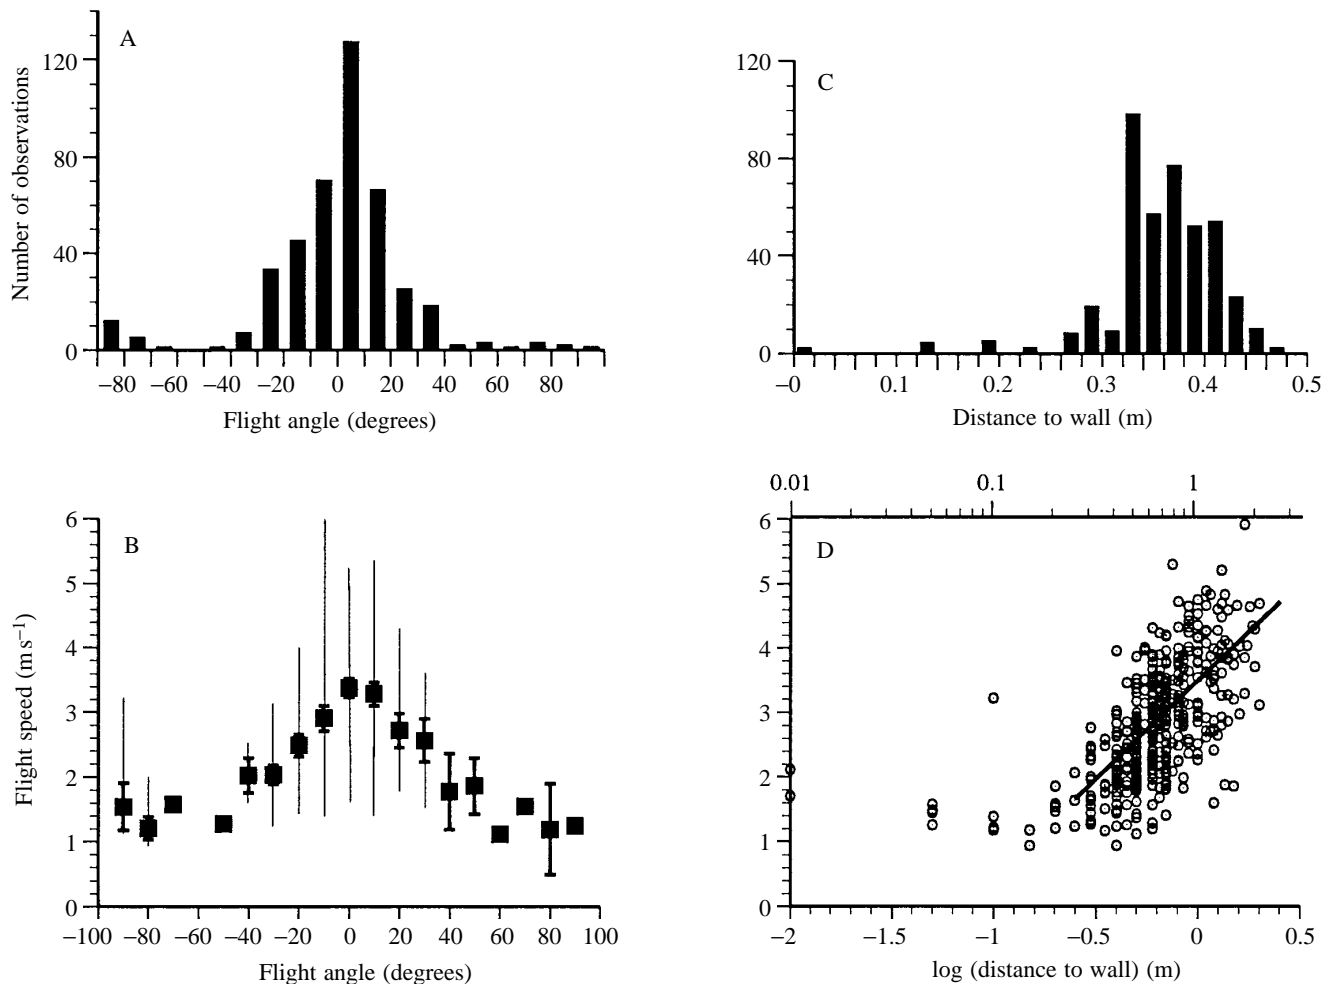 A
120
80
40
0
Number of observations
−80 −60 −40 −20 0 20 40 60 80
Flight angle (degrees)
C
120
100
80
60
40
20
0
−0 0.1 0.2 0.3 0.4 0.5
Distance to wall (m)
B
6
5
4
3
2
1
0
Flight speed (m s−1)
−100 −80 −60 −40 −20 0 20 40 60 80 100
Flight angle (degrees)
0.01 0.1 1
D
6
5
4
3
2
1
0
−2 −1.5 −1 −0.5 0 0.5
log (distance to wall) (m)